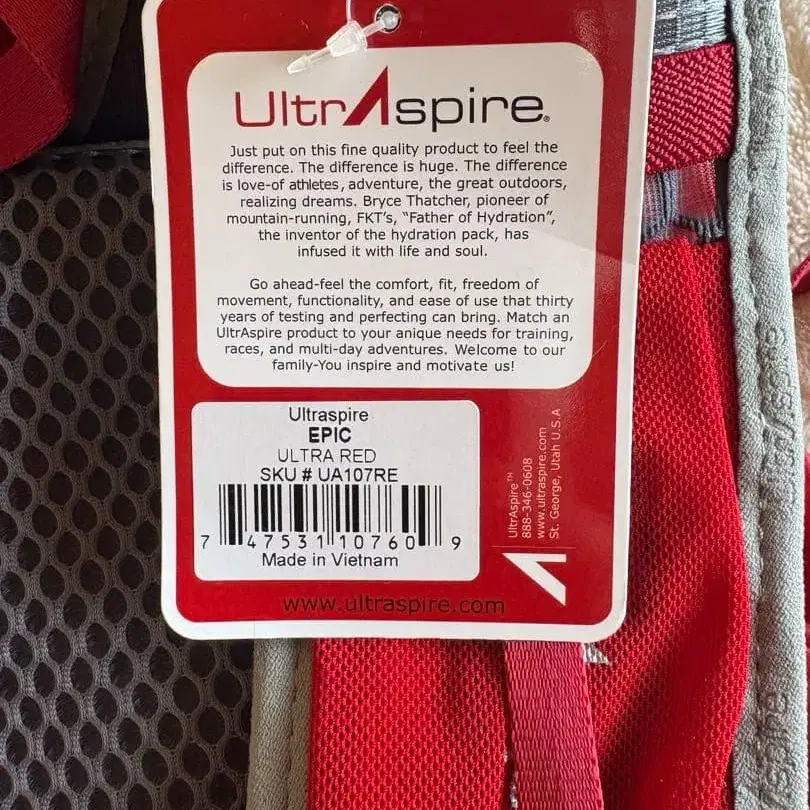 UltrAspire®
Just put on this fine quality product to feel the
difference. The difference is huge. The difference
is love-of athletes, adventure, the great outdoors,
realizing dreams. Bryce Thatcher, pioneer of
mountain-running, FKT's, “Father of Hydration”,
the inventor of the hydration pack, has
infused it with life and soul.
Go ahead-feel the comfort, fit, freedom of
movement, functionality, and ease of use that thirty
years of testing and perfecting can bring. Match an
UltrAspire product to your anique needs for training,
races, and multi-day adventures. Welcome to our
family-You inspire and motivate us!
Ultraspire
EPIC
ULTRA RED
SKU # UA107RE
7 47531 10760 9
Made in Vietnam
UltrAspire™
888-346-0608
www.ultraspire.com
St. George, Utah U.S.A
www.ultraspire.com